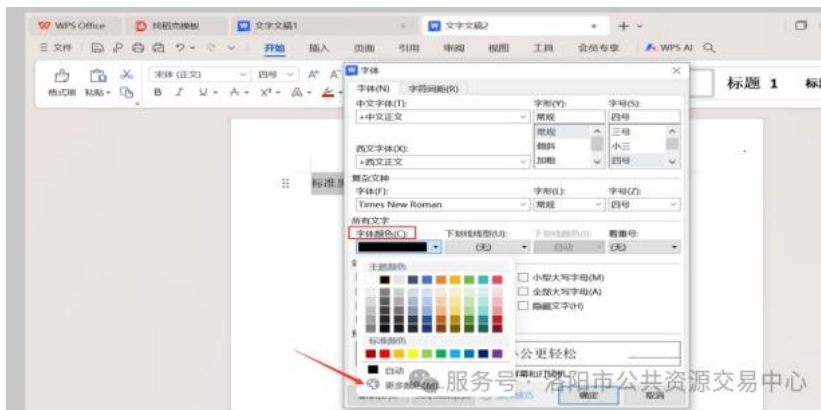 WPS Office
文字文稿1
文字文稿2
三 文件
开始 插入 页面 引用 审阅 视图 工具 会员专享 WPS AI
格式刷 粘贴
宋体 (正文) 四号
标题 1
字体
字体(N) 字符间距(R)
中文字体(T): 字形(Y): 字号(S):
+中文正文 常规 四号
常规 三号
倾斜 小三
加粗 四号
西文字体(X):
+西文正文
复杂文种
字体(F): 字形(L): 字号(Z):
Times New Roman 常规 四号
所有文字
字体颜色(C): 下划线线型(U): 下划线颜色(I): 着重号:
(无) 自动 (无)
主题颜色
小型大写字母(M)
全部大写字母(A)
隐藏文字(H)
标准颜色
公更轻松
自动
更多颜色(M)...
服务号 · 洛阳市公共资源交易中心
确定 取消